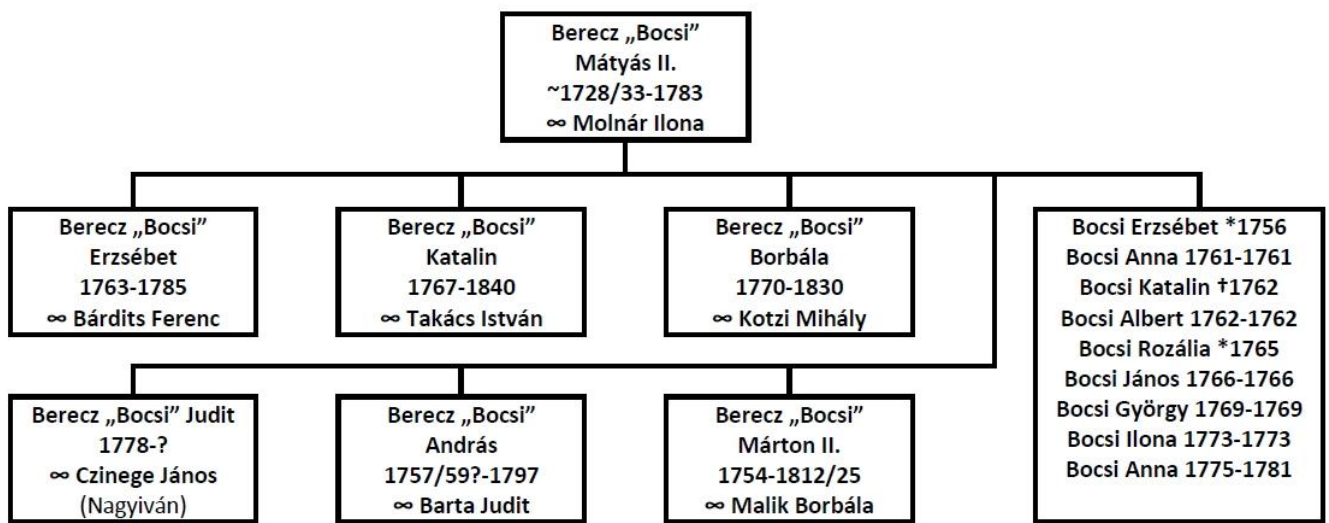 Berecz „Bocsi”
Mátyás II.
~1728/33-1783
∞ Molnár Ilona
Berecz „Bocsi”
Erzsébet
1763-1785
∞ Bárdits Ferenc
Berecz „Bocsi”
Katalin
1767-1840
∞ Takács István
Berecz „Bocsi”
Borbála
1770-1830
∞ Kotzi Mihály
Bocsi Erzsébet *1756
Bocsi Anna 1761-1761
Bocsi Katalin †1762
Bocsi Albert 1762-1762
Bocsi Rozália *1765
Bocsi János 1766-1766
Bocsi György 1769-1769
Bocsi Ilona 1773-1773
Bocsi Anna 1775-1781
Berecz „Bocsi” Judit
1778-?
∞ Czinege János
(Nagyiván)
Berecz „Bocsi”
András
1757/59?-1797
∞ Barta Judit
Berecz „Bocsi”
Márton II.
1754-1812/25
∞ Malik Borbála